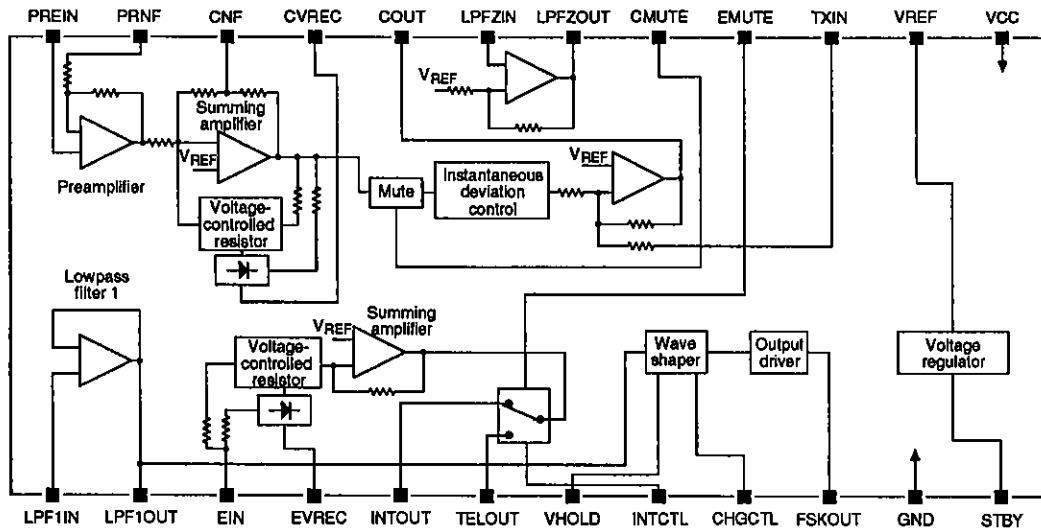 PREIN PRNF CNF CVREC COUT LPFZIN LPFZOUT CMUTE EMUTE TXIN VREF VCC
VREF
Summing
amplifier
VREF
Preamplifier
Voltage-
controlled
resistor
Mute
Instantaneous
deviation
control
VREF
Lowpass
filter 1
Summing
amplifier
VREF
Voltage-
controlled
resistor
Wave
shaper
Output
driver
Voltage
regulator
LPF1IN LPF1OUT EIN EVREC INTOUT TELOUT VHOLD INTCTL CHGCTL FSKOUT GND STBY